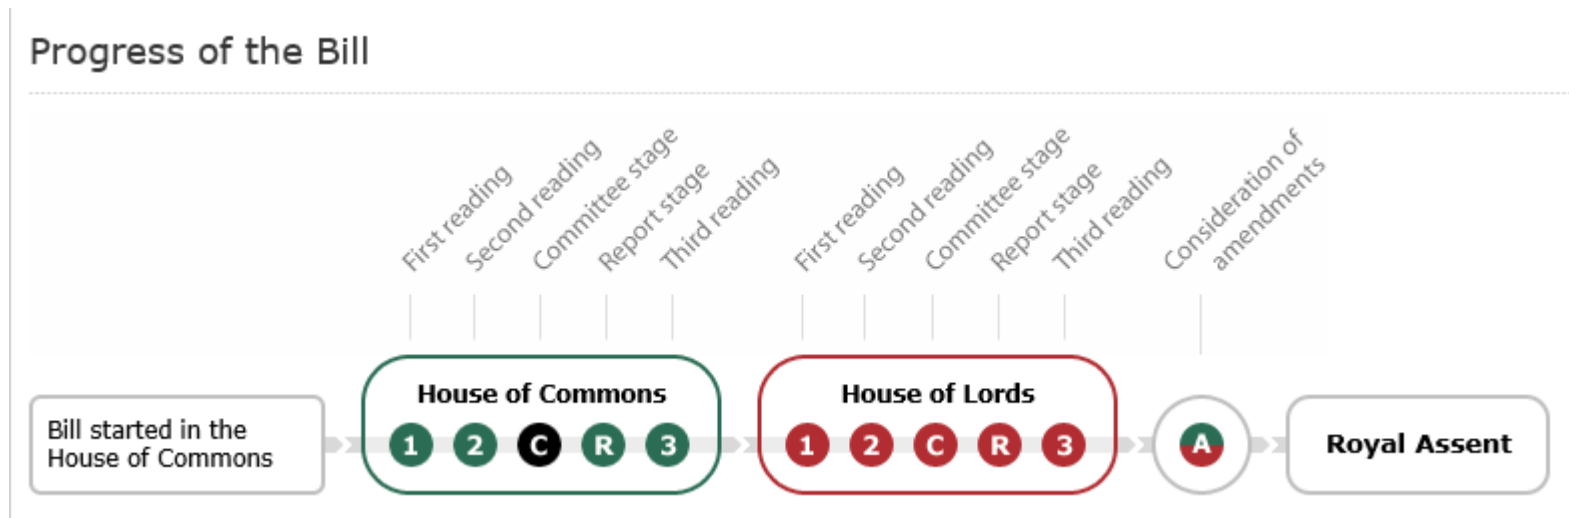 Progress of the Bill
First reading
Second reading
Committee stage
Report stage
Third reading
First reading
Second reading
Committee stage
Report stage
Third reading
Consideration of
amendments
Bill started in the
House of Commons
House of Commons
1 2 C R 3
House of Lords
1 2 C R 3
A
Royal Assent